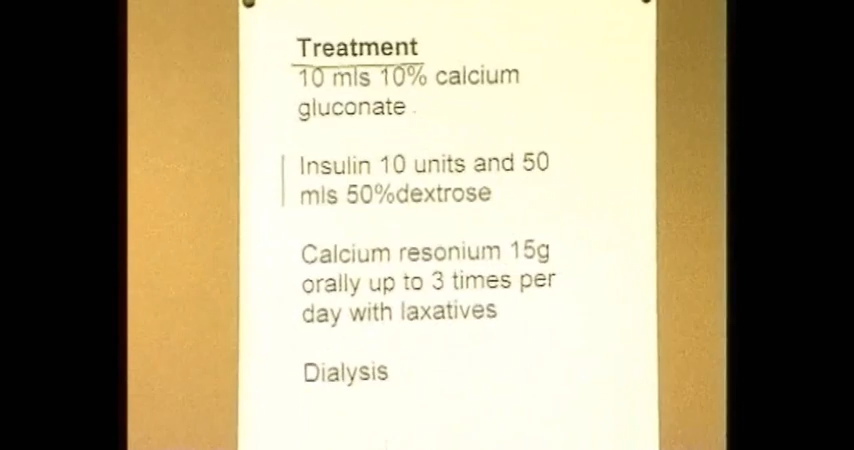 Treatment
10 mls 10% calcium
gluconate.
Insulin 10 units and 50
mls 50%dextrose
Calcium resonium 15g
orally up to 3 times per
day with laxatives
Dialysis